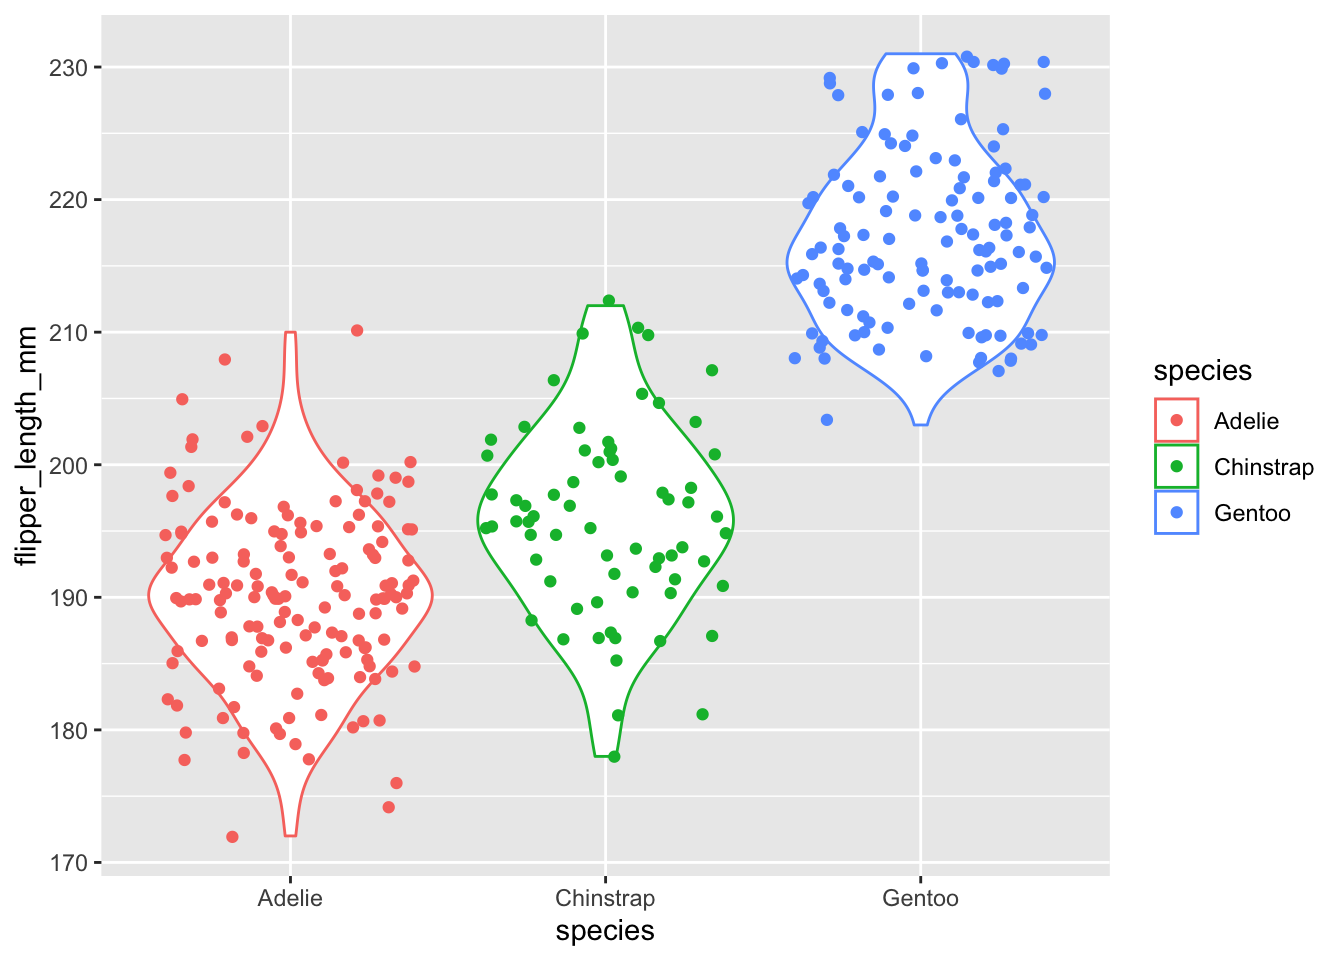 230
220
210
200
190
180
170
flipper_length_mm
Adelie
Chinstrap
Gentoo
species
species
Adelie
Chinstrap
Gentoo